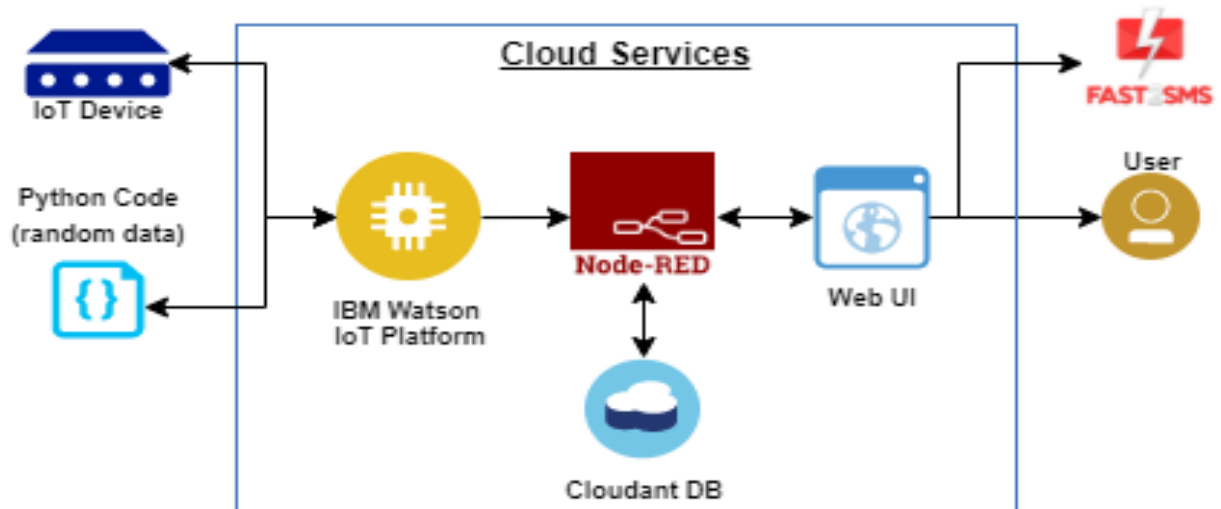 Cloud Services
IoT Device
FAST2SMS
Python Code
(random data)
User
Node-RED
Web UI
IBM Watson
IoT Platform
Cloudant DB